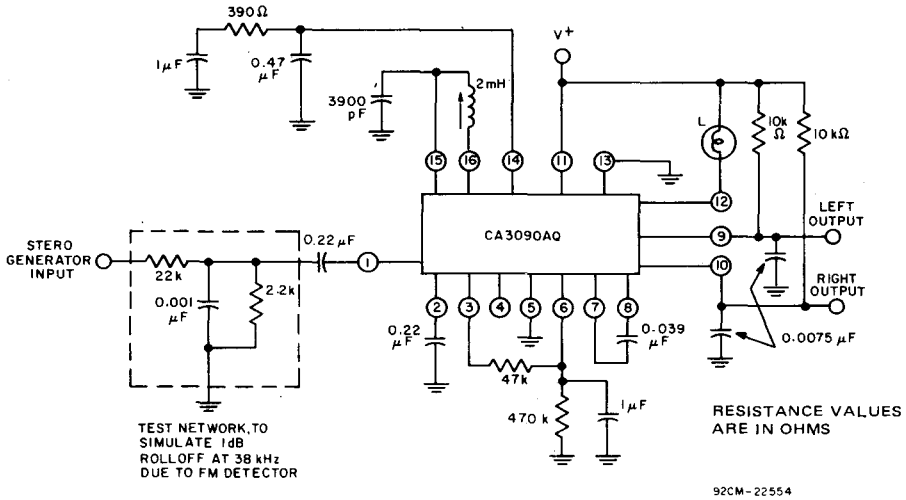 390Ω
1μF
0.47
μF
3900
pF
2mH
V+
L
10k
Ω
10kΩ
15
16
14
11
13
12
CA3090AQ
9
LEFT
OUTPUT
10
RIGHT
OUTPUT
0.0075 μF
STERO
GENERATOR
INPUT
22k
0.001
μF
2.2k
0.22μF
1
2
3
4
5
6
7
8
0.22
μF
47k
470 k
1μF
0.039
μF
TEST NETWORK, TO
SIMULATE 1dB
ROLLOFF AT 38 kHz
DUE TO FM DETECTOR
RESISTANCE VALUES
ARE IN OHMS
92CM-22554